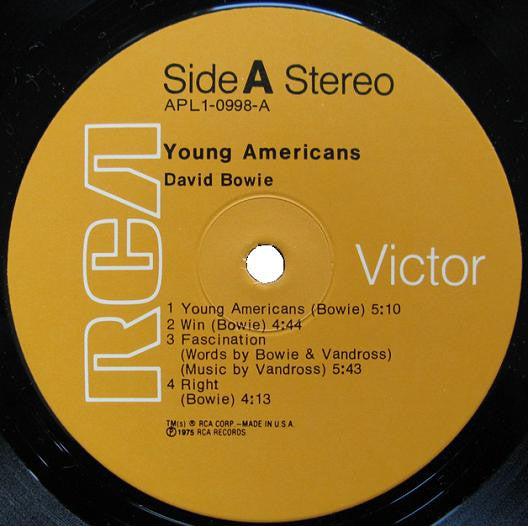 Side A Stereo
APL1-0998-A
Young Americans
David Bowie
RCA
Victor
1 Young Americans (Bowie) 5:10
2 Win (Bowie) 4:44
3 Fascination
(Words by Bowie & Vandross)
(Music by Vandross) 5:43
4 Right
(Bowie) 4:13
TM(s) ® RCA CORP.–MADE IN U.S.A.
℗ 1975 RCA RECORDS